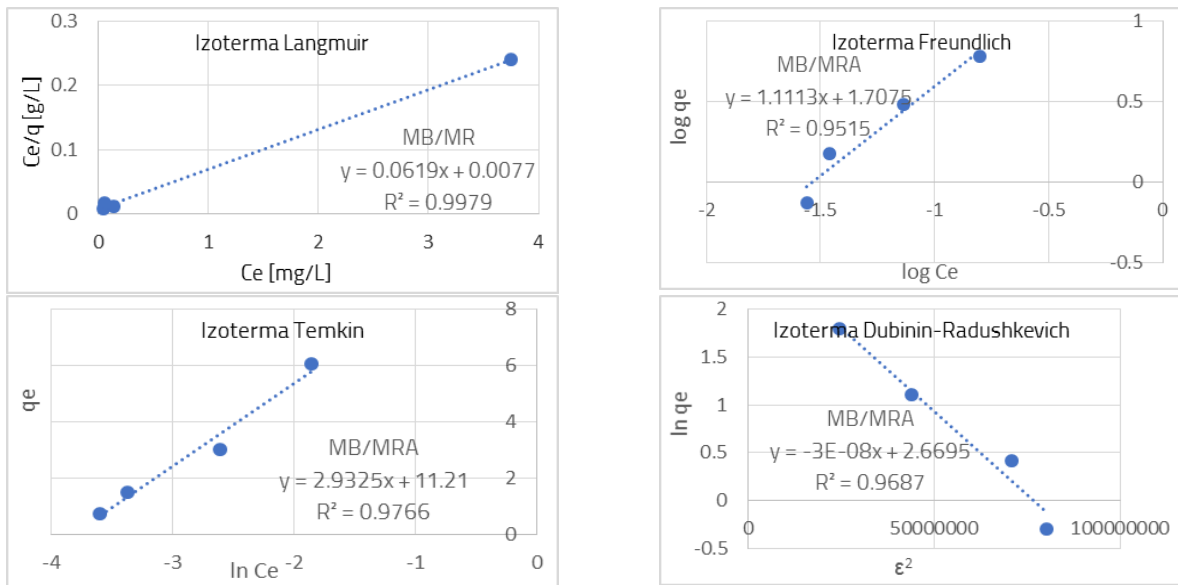 Izoterma Langmuir
0.3
0.2
0.1
0
Ce/q [g/L]
MB/MR
y = 0.0619x + 0.0077
R² = 0.9979
0 1 2 3 4
Ce [mg/L]
Izoterma Freundlich
1
0.5
0
-0.5
log qe
MB/MRA
y = 1.1113x + 1.7075
R² = 0.9515
-2 -1.5 -1 -0.5 0
log Ce
Izoterma Temkin
8
6
4
2
0
qe
MB/MRA
y = 2.9325x + 11.21
R² = 0.9766
-4 -3 -2 -1 0
ln Ce
Izoterma Dubinin-Radushkevich
2
1.5
1
0.5
0
-0.5
ln qe
MB/MRA
y = -3E-08x + 2.6695
R² = 0.9687
0 50000000 100000000
ε²